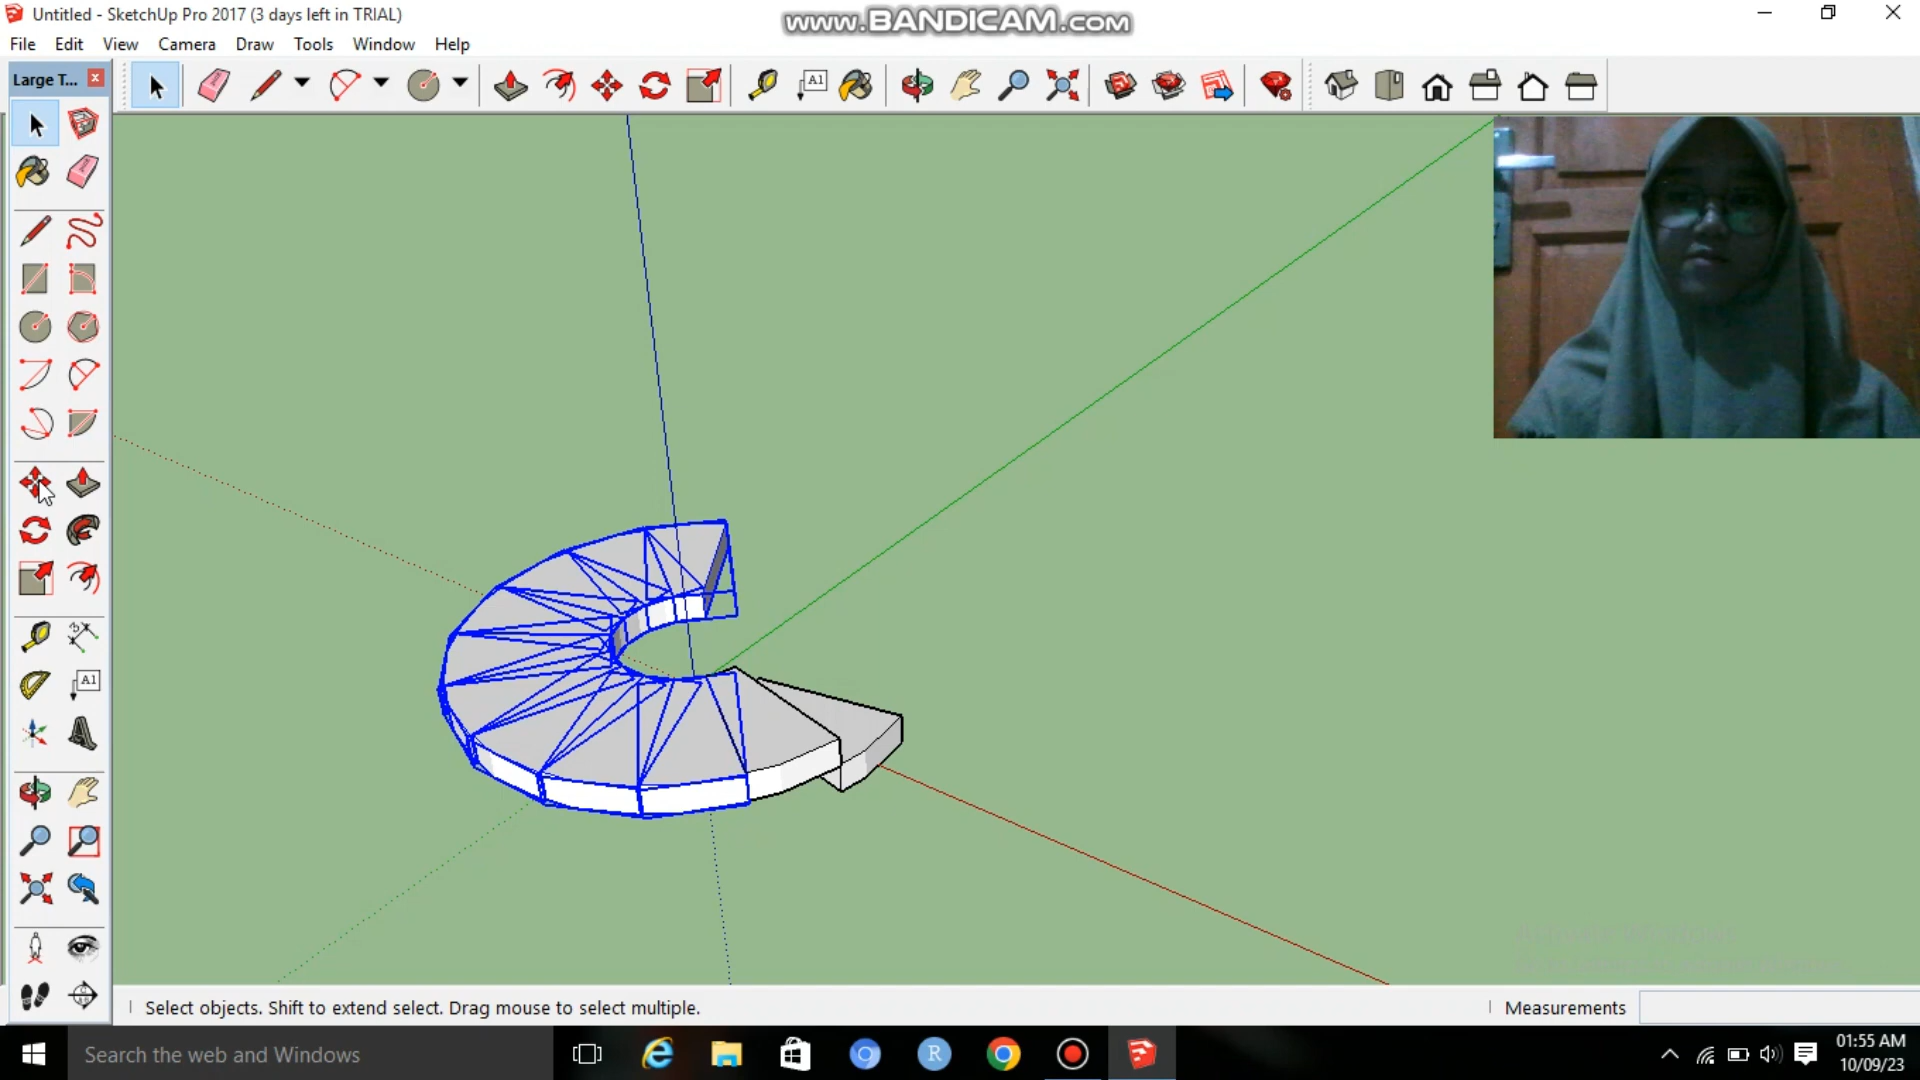 Untitled - SketchUp Pro 2017 (3 days left in TRIAL)
www.BANDICAM.com
File Edit View Camera Draw Tools Window Help
Large T...
A1
A1
Select objects. Shift to extend select. Drag mouse to select multiple.
Measurements
Search the web and Windows
R
01:55 AM
10/09/23